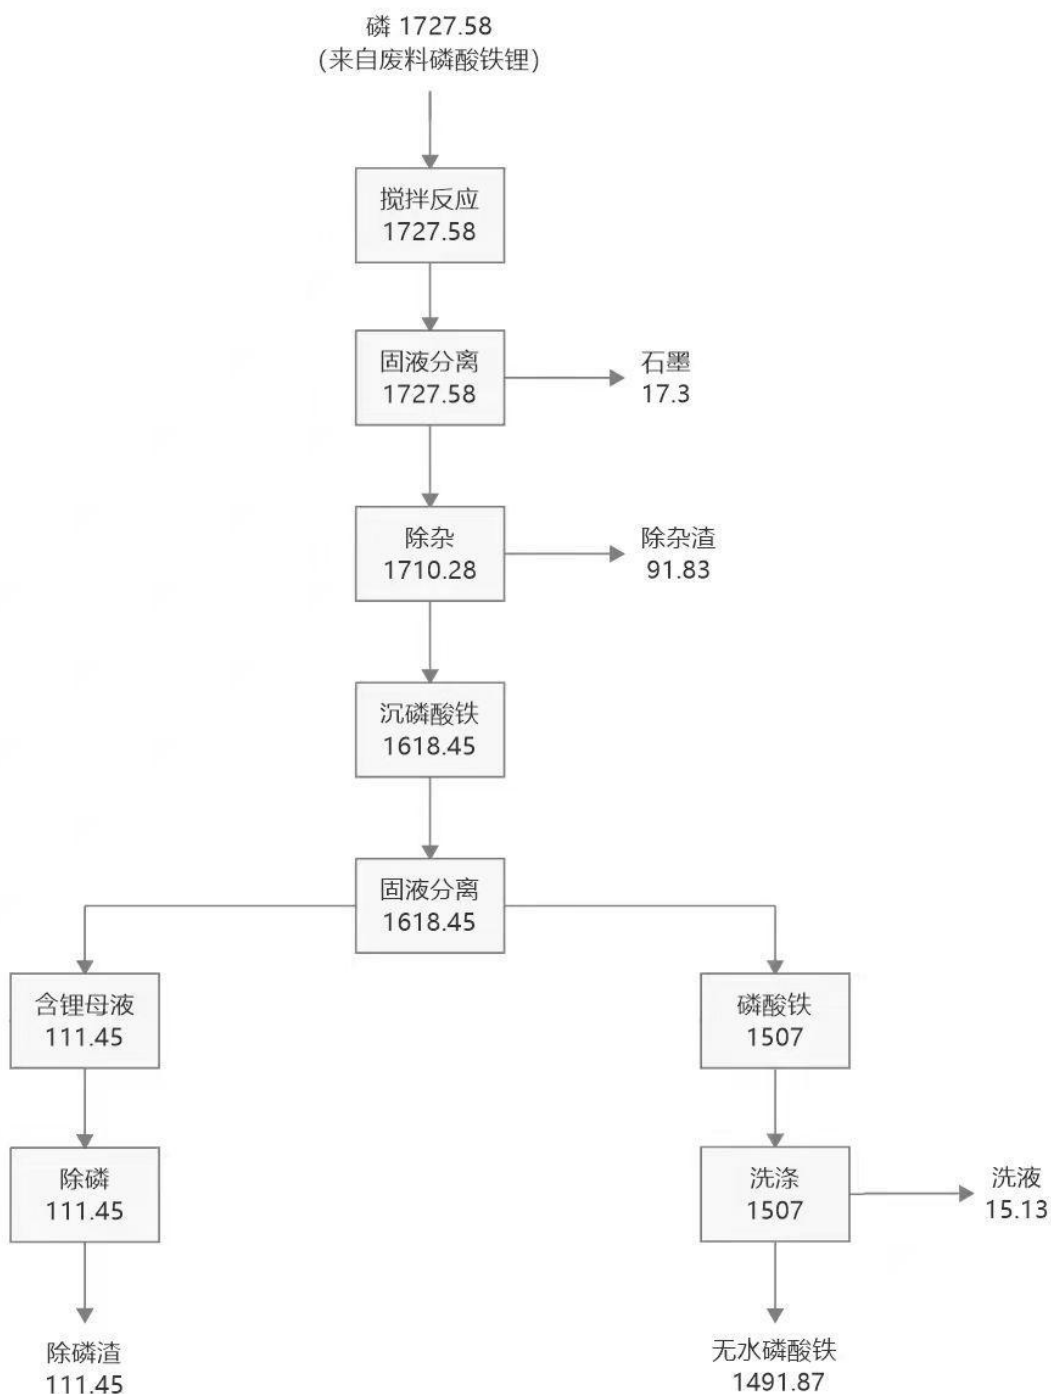 磷 1727.58
(来自废料磷酸铁锂)
搅拌反应
1727.58
固液分离
1727.58
石墨
17.3
除杂
1710.28
除杂渣
91.83
沉磷酸铁
1618.45
固液分离
1618.45
含锂母液
111.45
磷酸铁
1507
除磷
111.45
洗涤
1507
洗液
15.13
除磷渣
111.45
无水磷酸铁
1491.87